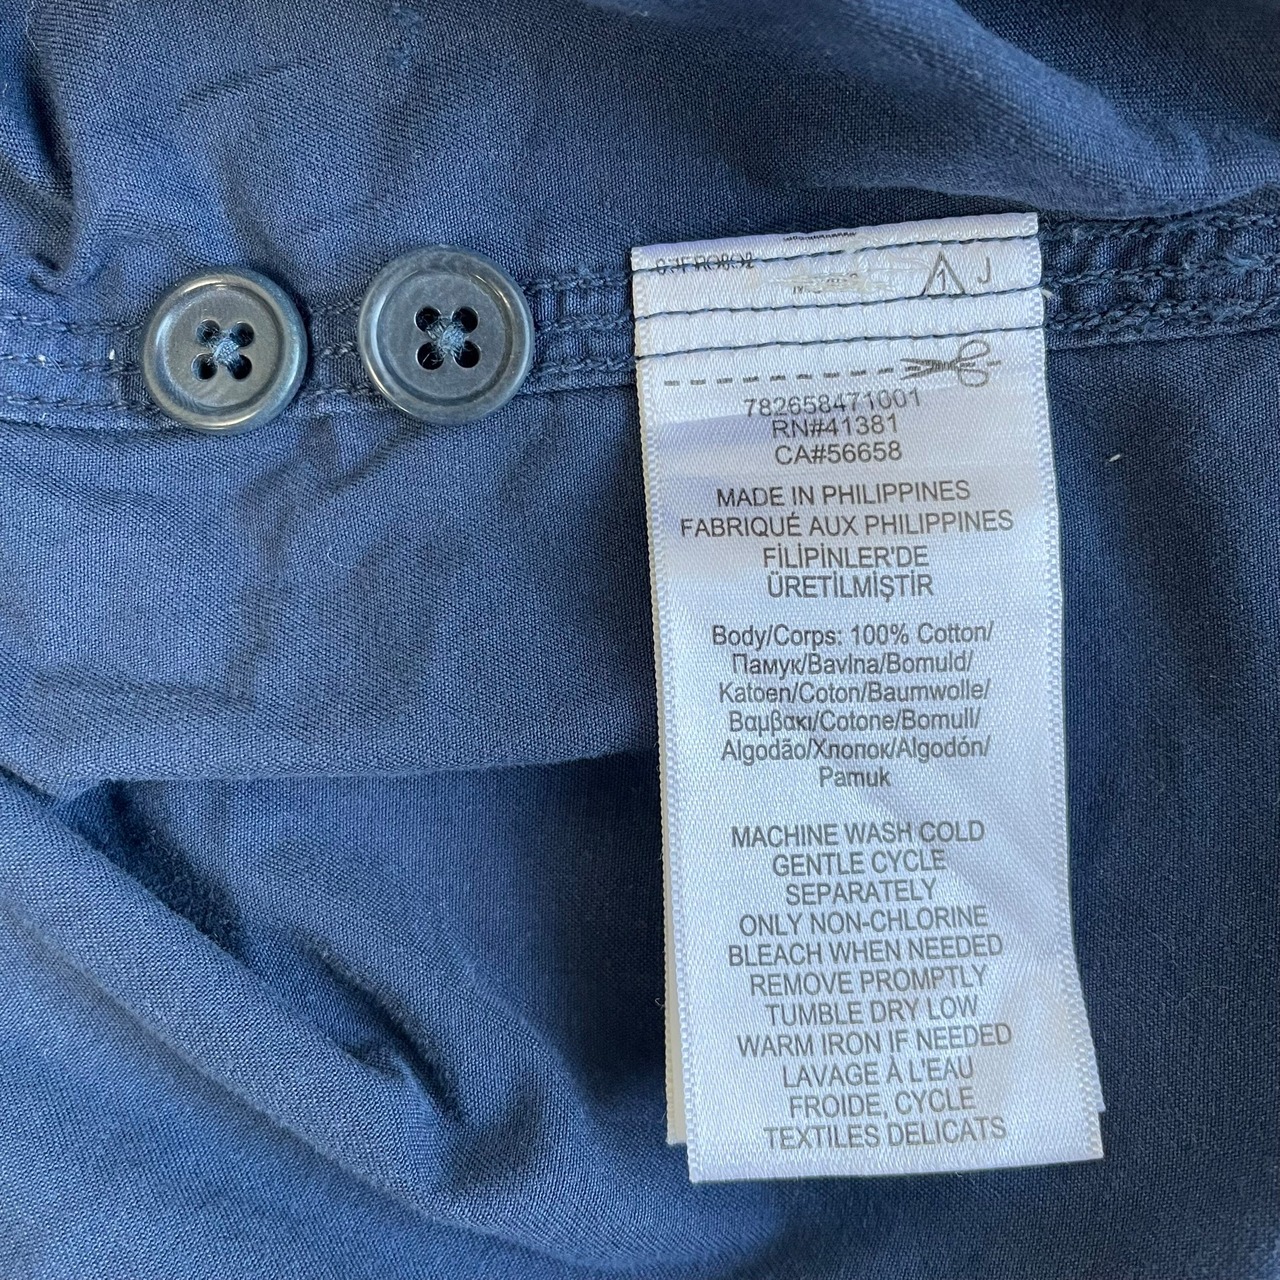 1 J
782658471001
RN#41381
CA#56658
MADE IN PHILIPPINES
FABRIQUÉ AUX PHILIPPINES
FİLİPİNLER'DE
ÜRETİLMİŞTİR
Body/Corps: 100% Cotton/
Памук/Bavlna/Bomuld/
Katoen/Coton/Baumwolle/
Βαμβακι/Cotone/Bomull/
Algodão/Хлопок/Algodón/
Pamuk
MACHINE WASH COLD
GENTLE CYCLE
SEPARATELY
ONLY NON-CHLORINE
BLEACH WHEN NEEDED
REMOVE PROMPTLY
TUMBLE DRY LOW
WARM IRON IF NEEDED
LAVAGE À L'EAU
FROIDE, CYCLE
TEXTILES DELICATS